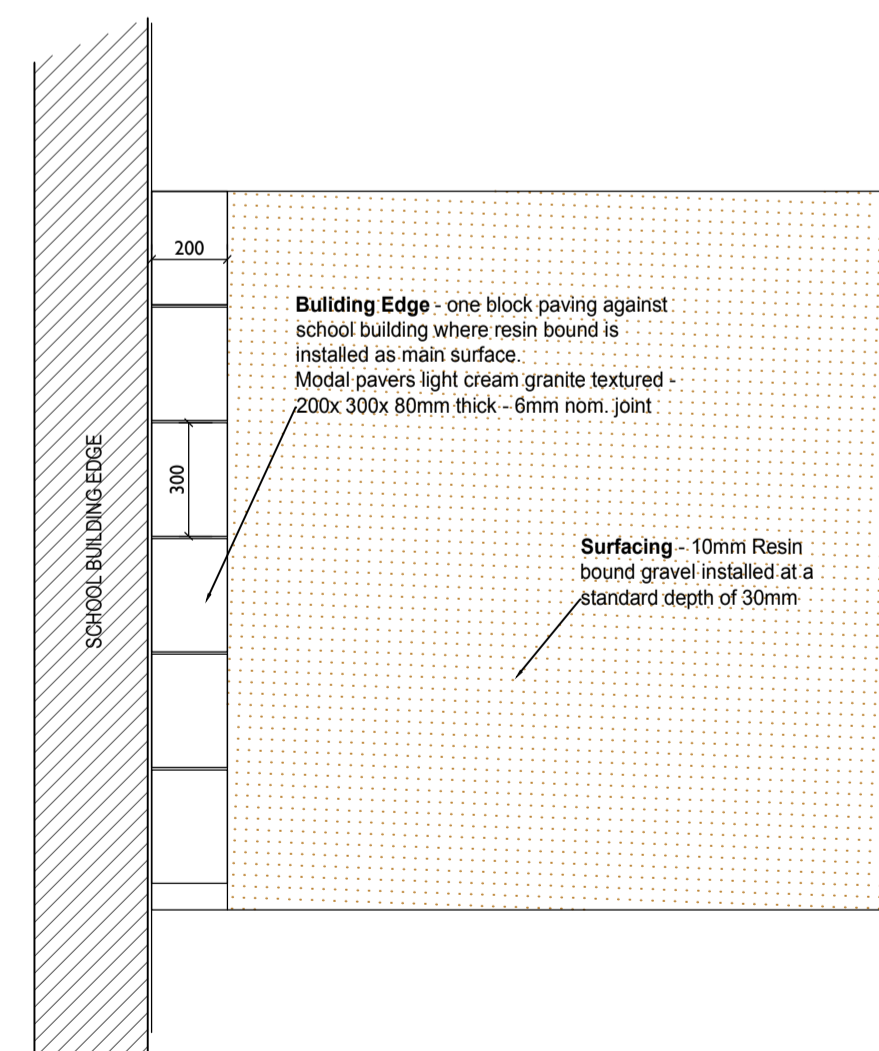 200
Buliding Edge - one block paving against
school building where resin bound is
installed as main surface.
Modal pavers light cream granite textured -
200x 300x 80mm thick - 6mm nom. joint
300
SCHOOL BUILDING EDGE
Surfacing - 10mm Resin
bound gravel installed at a
standard depth of 30mm